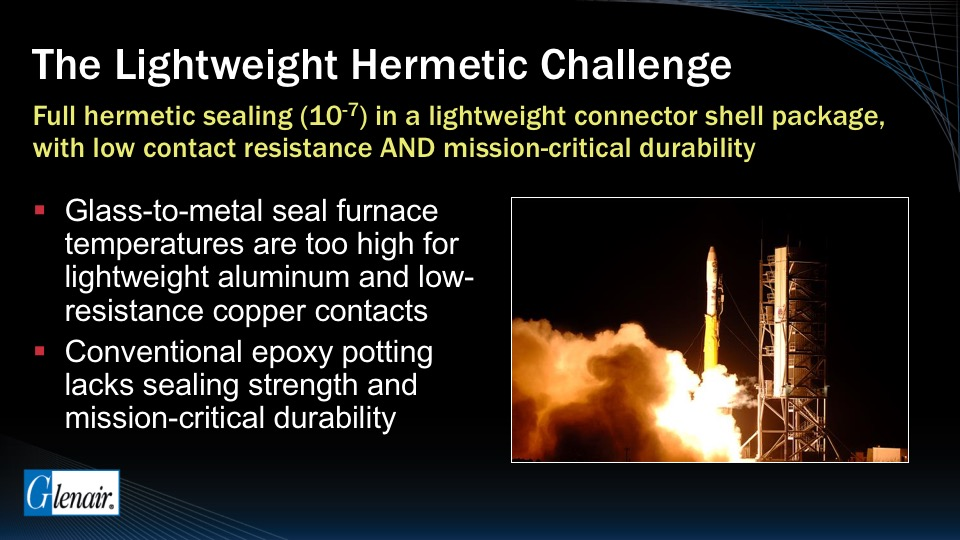 The Lightweight Hermetic Challenge
Full hermetic sealing (10⁻⁷) in a lightweight connector shell package,
with low contact resistance AND mission-critical durability
▪ Glass-to-metal seal furnace
temperatures are too high for
lightweight aluminum and low-
resistance copper contacts
▪ Conventional epoxy potting
lacks sealing strength and
mission-critical durability
Glenair®